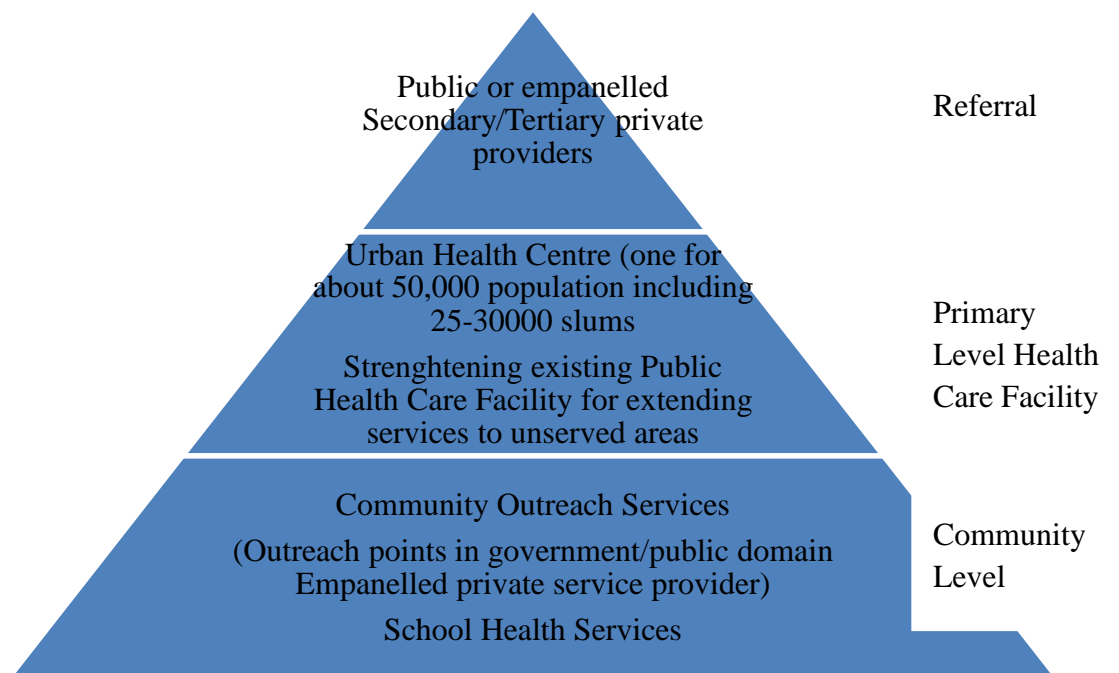 Public or empanelled
Secondary/Tertiary private
providers
Referral
Urban Health Centre (one for
about 50,000 population including
25-30000 slums
Strenghtening existing Public
Health Care Facility for extending
services to unserved areas
Primary
Level Health
Care Facility
Community Outreach Services
(Outreach points in government/public domain
Empanelled private service provider)
School Health Services
Community
Level